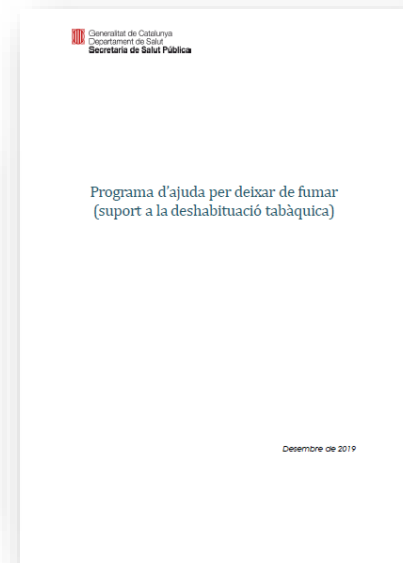 Generalitat de Catalunya
Departament de Salut
Secretaria de Salut Pública
Programa d'ajuda per deixar de fumar
(suport a la deshabituació tabàquica)
Desembre de 2019